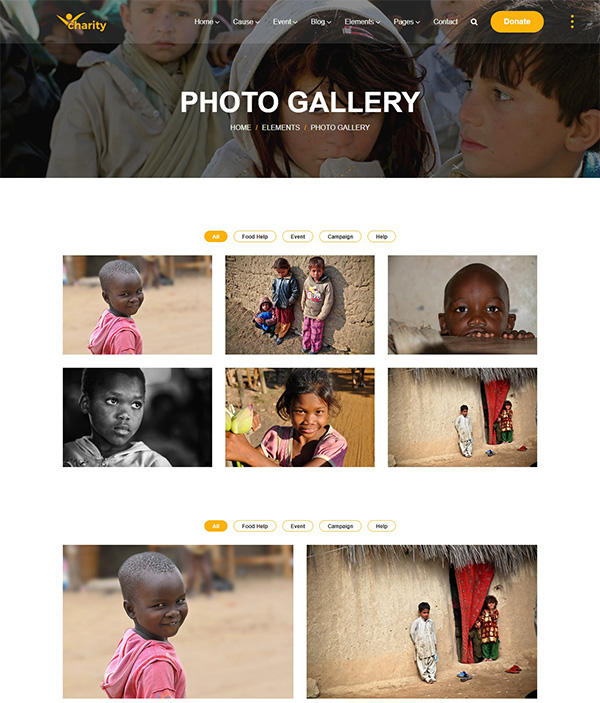 charity
Home Cause Event Blog Elements Pages Contact Donate
PHOTO GALLERY
HOME / ELEMENTS / PHOTO GALLERY
All Food Help Event Campaign Help
All Food Help Event Campaign Help